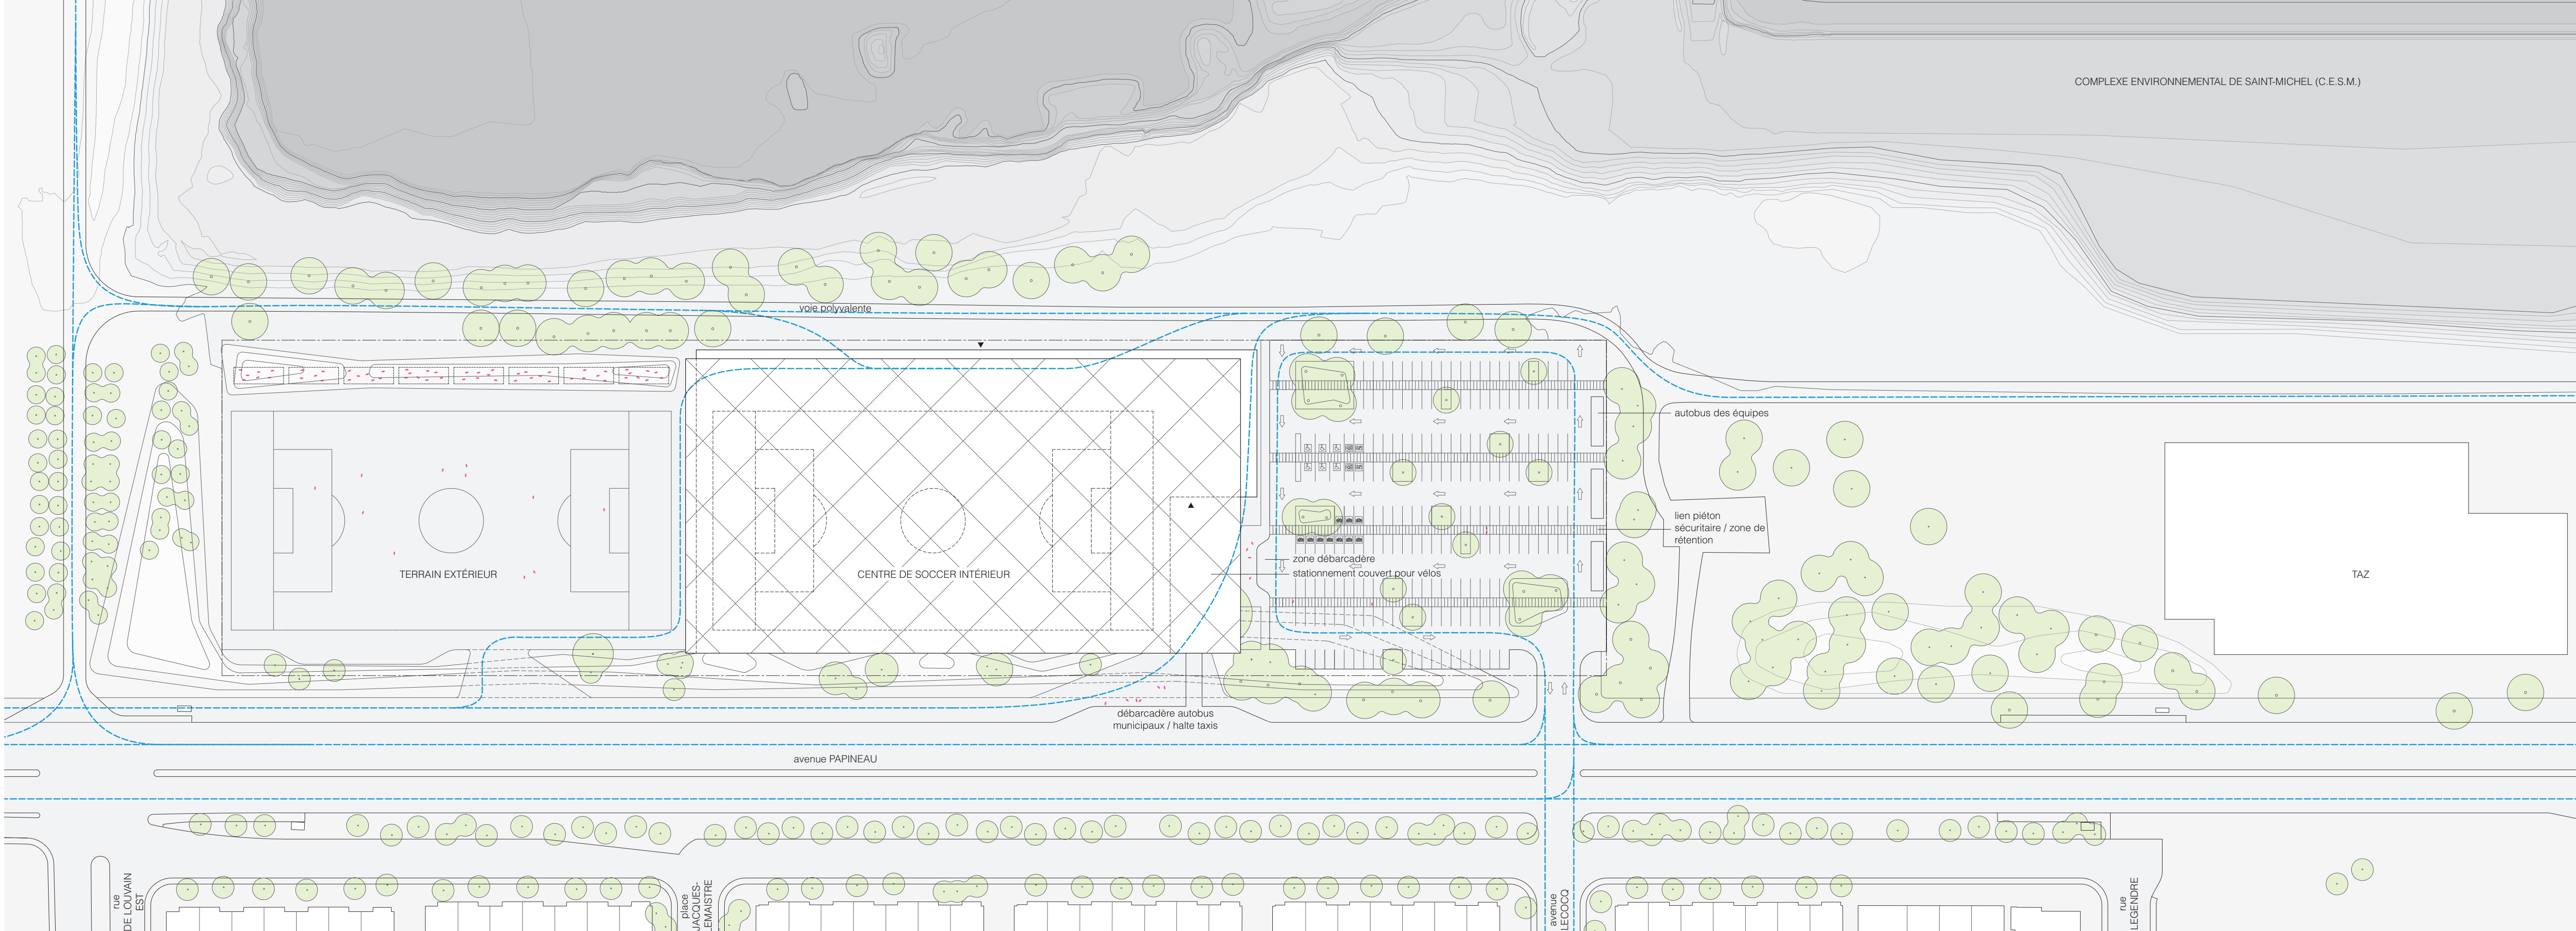 COMPLEXE ENVIRONNEMENTAL DE SAINT-MICHEL (C.E.S.M.)
voie polyvalente
autobus des équipes
lien piéton
sécuritaire / zone de
rétention
zone débarcadère
stationnement couvert pour vélos
TERRAIN EXTÉRIEUR
CENTRE DE SOCCER INTÉRIEUR
TAZ
débarcadère autobus
municipaux / halte taxis
avenue PAPINEAU
rue
DE LOUVAIN
EST
place
JACQUES-
LEMAISTRE
avenue
LECOCQ
rue
LEGENDRE